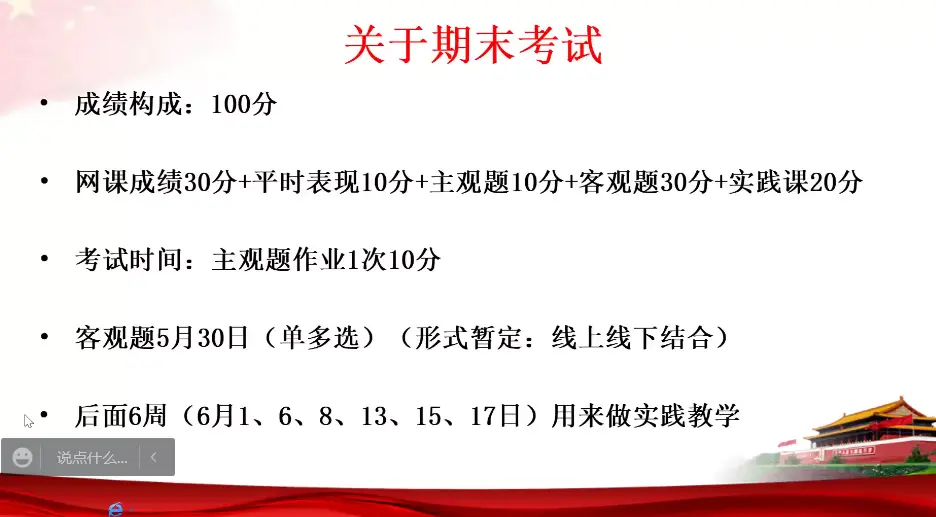 关于期末考试
• 成绩构成：100分
• 网课成绩30分+平时表现10分+主观题10分+客观题30分+实践课20分
• 考试时间：主观题作业1次10分
• 客观题5月30日（单多选）（形式暂定：线上线下结合）
• 后面6周（6月1、6、8、13、15、17日）用来做实践教学
说点什么...